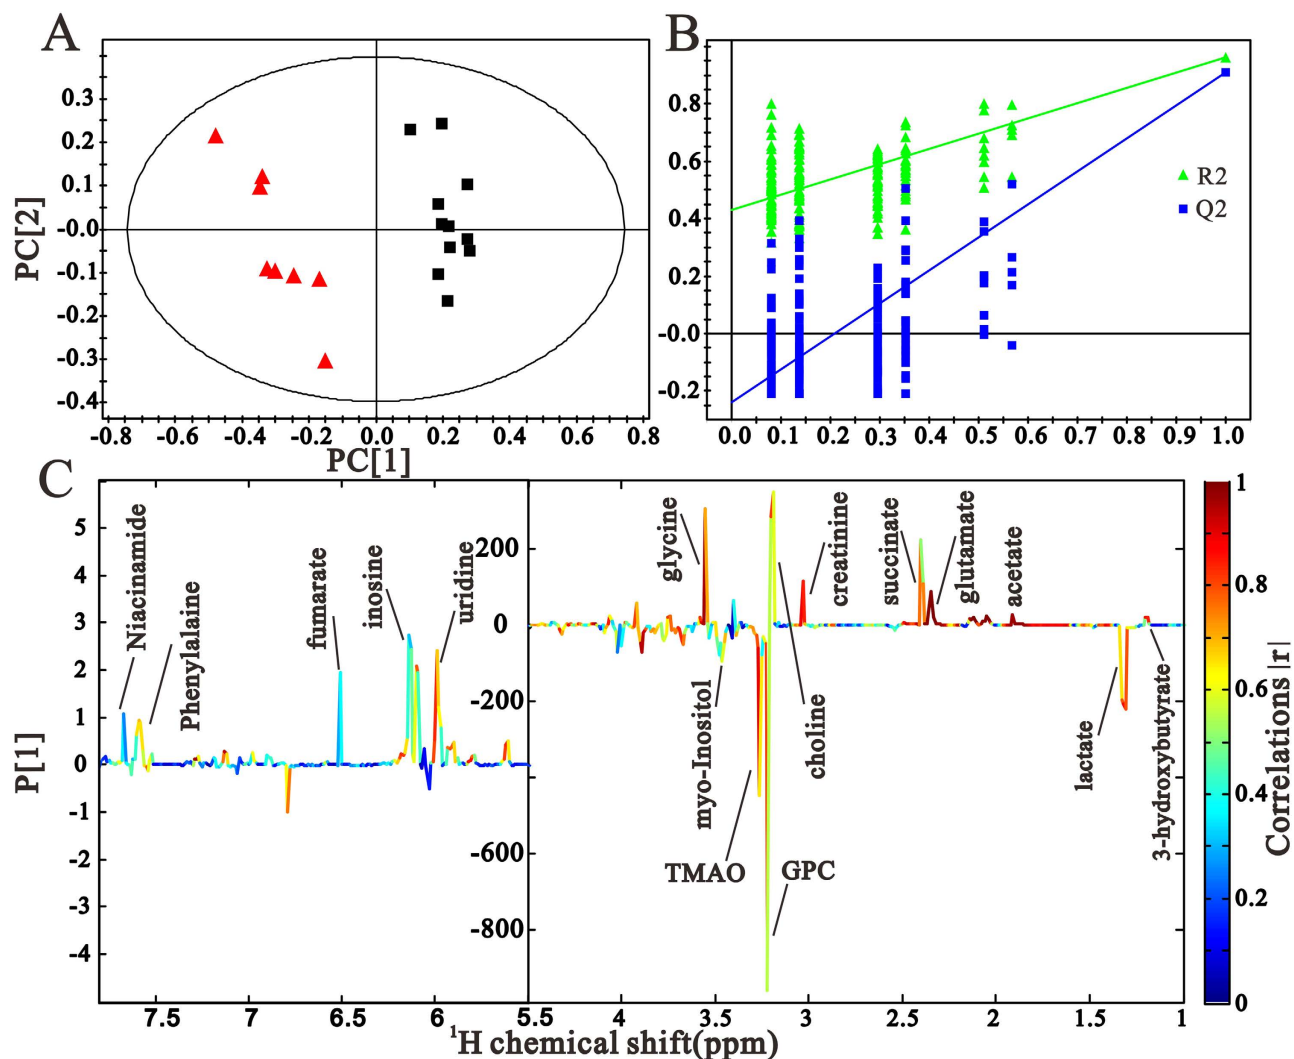 A
B
0.3
0.2
0.1
-0.0
-0.1
-0.2
-0.3
-0.4
PC[2]
-0.8 -0.6 -0.4 -0.2 0.0 0.2 0.4 0.6 0.8
PC[1]
0.8
0.6
0.4
0.2
-0.0
-0.2
0.0 0.1 0.2 0.3 0.4 0.5 0.6 0.7 0.8 0.9 1.0
R2
Q2
C
5
4
3
2
1
0
-1
-2
-3
-4
P[1]
Niacinamide
Phenylalaine
fumarate
inosine
uridine
200
0
-200
-600
-800
glycine
myo-Inositol
TMAO
GPC
choline
creatinine
succinate
glutamate
acetate
lactate
3-hydroxybutyrate
7.5 7 6.5 6 5.5 4 3.5 3 2.5 2 1.5 1
¹H chemical shift(ppm)
1
0.8
0.6
0.4
0.2
0
Correlations |r|